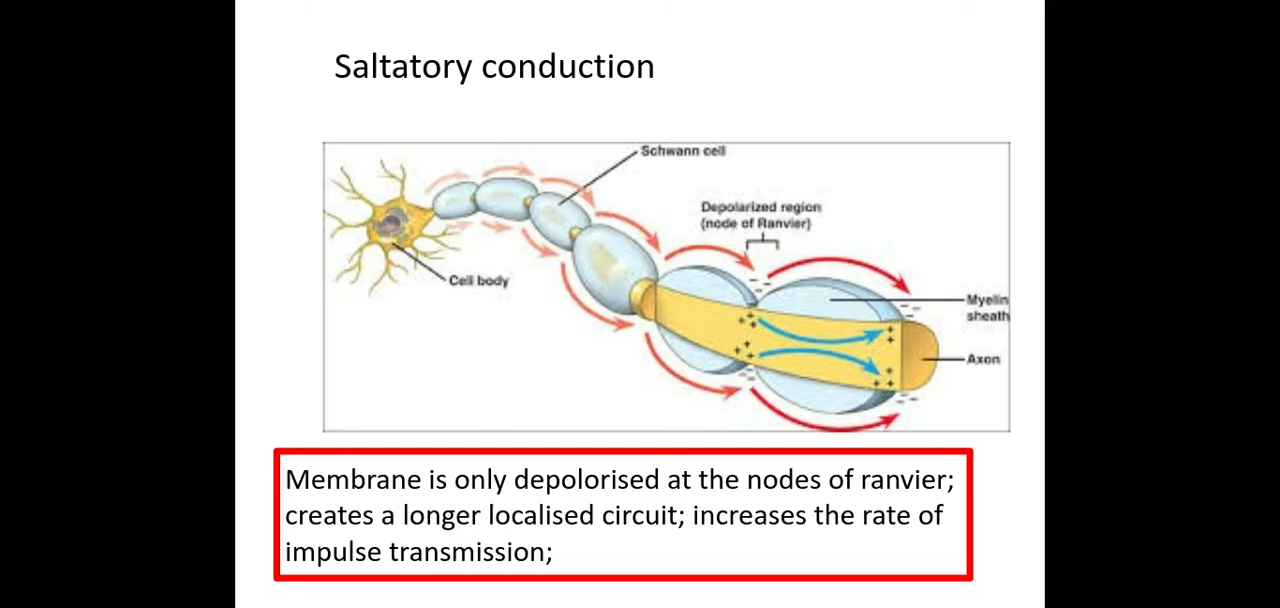 Saltatory conduction
Schwann cell
Depolarized region
(node of Ranvier)
Cell body
Myelin
sheath
Axon
Membrane is only depolorised at the nodes of ranvier;
creates a longer localised circuit; increases the rate of
impulse transmission;